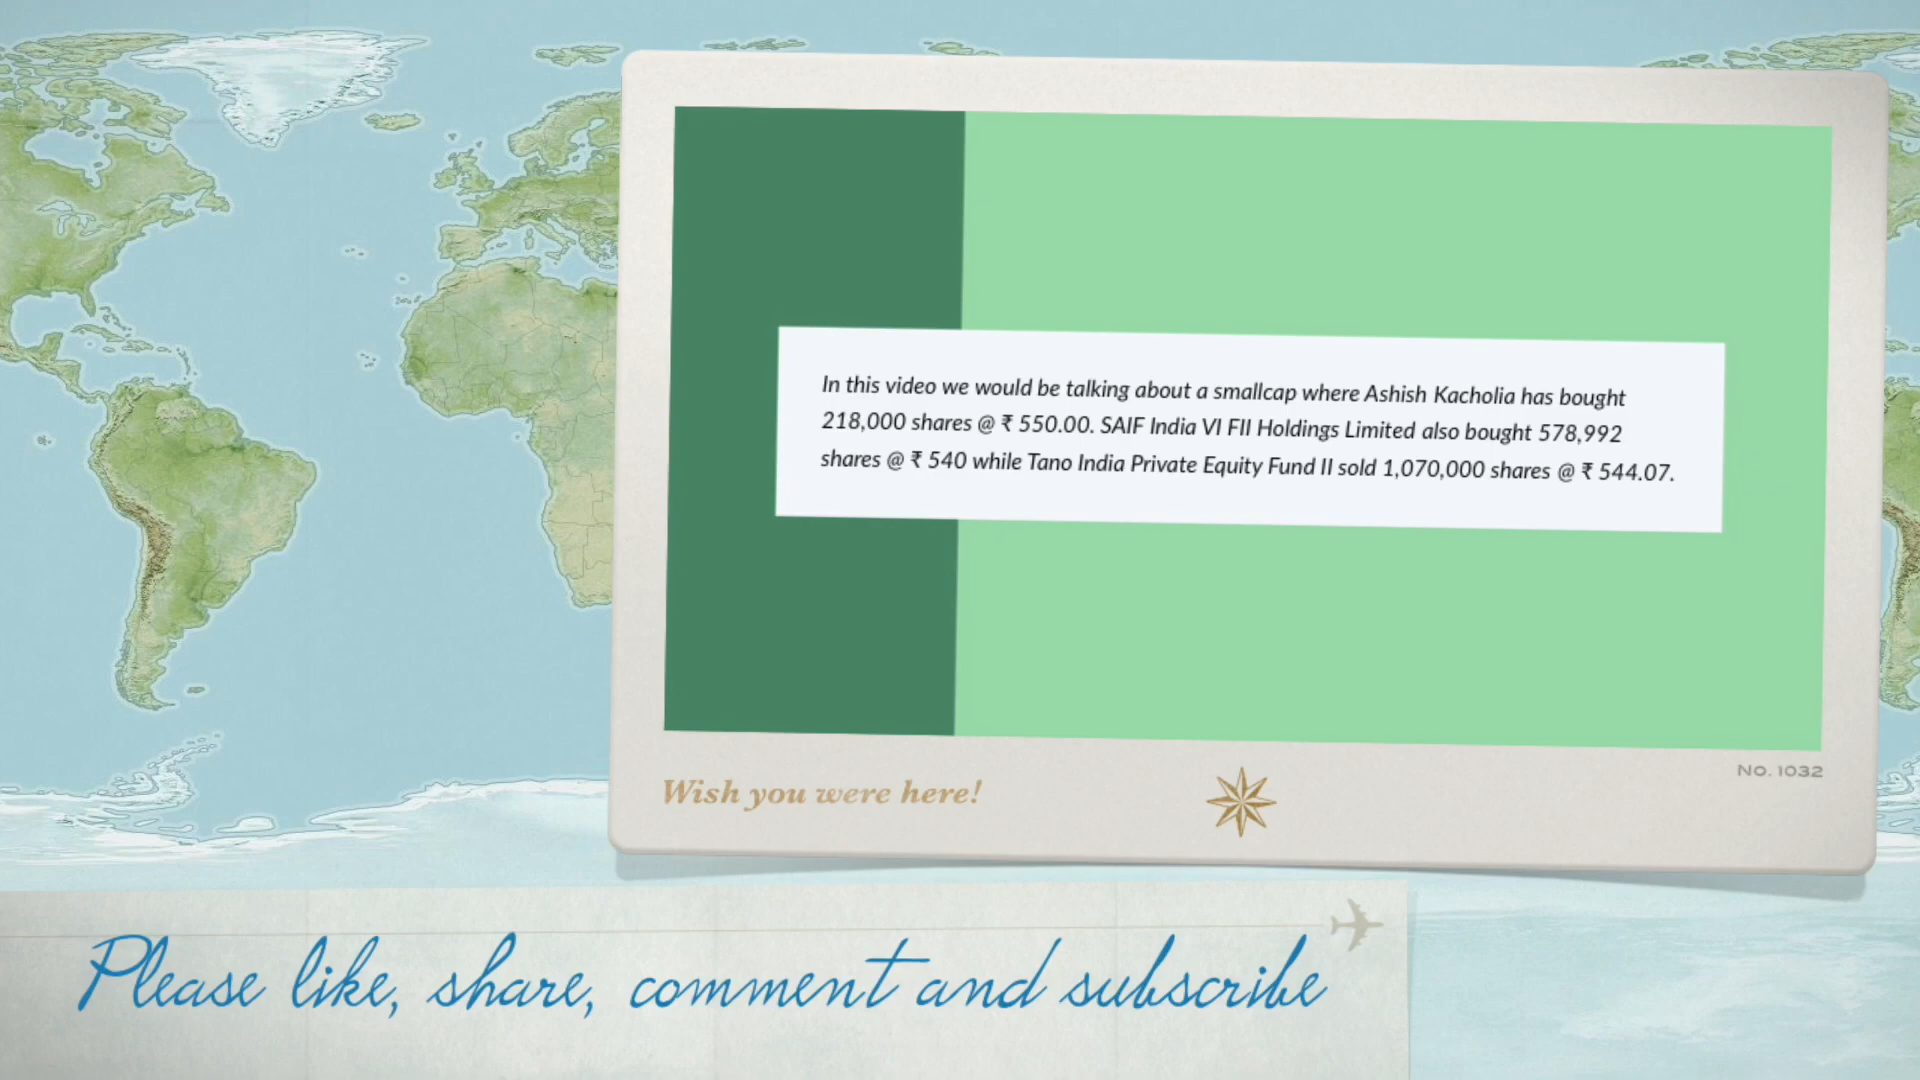 In this video we would be talking about a smallcap where Ashish Kacholia has bought
218,000 shares @ ₹ 550.00. SAIF India VI FII Holdings Limited also bought 578,992
shares @ ₹ 540 while Tano India Private Equity Fund II sold 1,070,000 shares @ ₹ 544.07.
Wish you were here!
NO. 1032
Please like, share, comment and subscribe